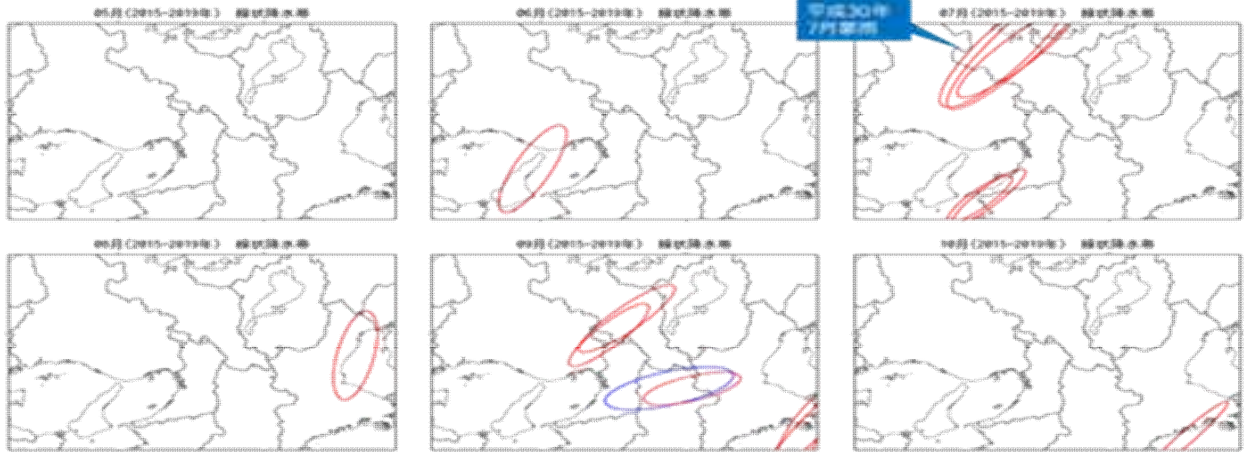 05月(2015-2019年) 線状降水帯
06月(2015-2019年) 線状降水帯
平成30年
7月豪雨
07月(2015-2019年) 線状降水帯
08月(2015-2019年) 線状降水帯
09月(2015-2019年) 線状降水帯
10月(2015-2019年) 線状降水帯